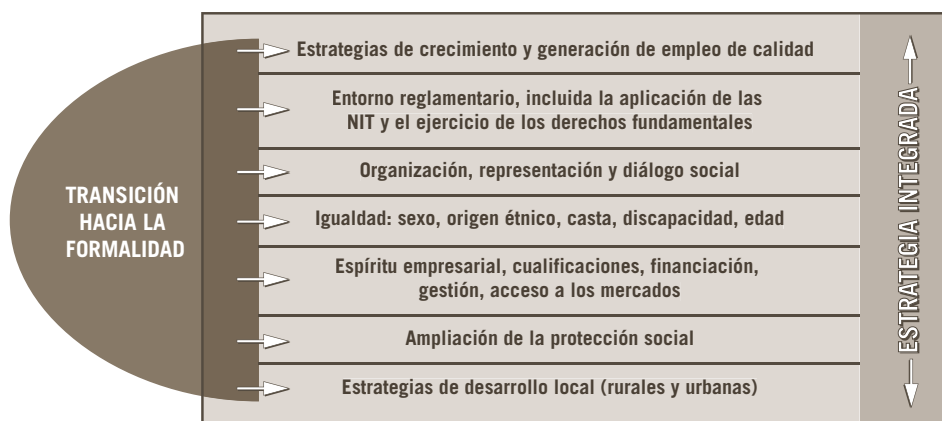 TRANSICIÓN
HACIA LA
FORMALIDAD
Estrategias de crecimiento y generación de empleo de calidad
Entorno reglamentario, incluida la aplicación de las
NIT y el ejercicio de los derechos fundamentales
Organización, representación y diálogo social
Igualdad: sexo, origen étnico, casta, discapacidad, edad
Espíritu empresarial, cualificaciones, financiación,
gestión, acceso a los mercados
Ampliación de la protección social
Estrategias de desarrollo local (rurales y urbanas)
ESTRATEGIA INTEGRADA